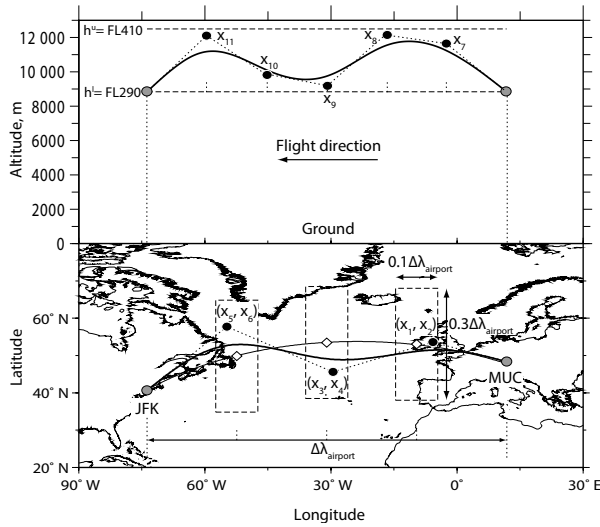 hᵘ= FL410
12 000
x₁₁
x₈
x₇
10 000
x₁₀
hˡ= FL290
x₉
8000
Altitude, m
6000
Flight direction
4000
2000
Ground
0
0.1Δλairport
60° N
(x₅, x₆)
(x₁, x₂)
0.3Δλairport
Latitude
40° N
(x₃, x₄)
MUC
JFK
Δλairport
20° N
90° W
60° W
30° W
0°
30° E
Longitude